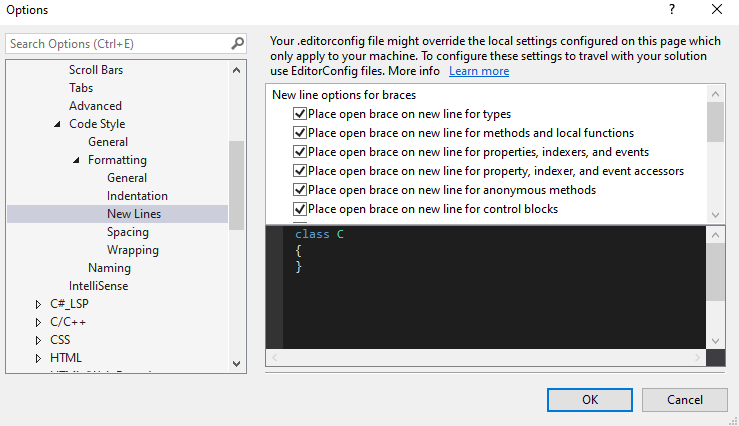 Options
?
Search Options (Ctrl+E)
Scroll Bars
Tabs
Advanced
Code Style
General
Formatting
General
Indentation
New Lines
Spacing
Wrapping
Naming
IntelliSense
C#_LSP
C/C++
CSS
HTML
Your .editorconfig file might override the local settings configured on this page which
only apply to your machine. To configure these settings to travel with your solution
use EditorConfig files. More info Learn more
New line options for braces
Place open brace on new line for types
Place open brace on new line for methods and local functions
Place open brace on new line for properties, indexers, and events
Place open brace on new line for property, indexer, and event accessors
Place open brace on new line for anonymous methods
Place open brace on new line for control blocks
class C
{
}
OK
Cancel